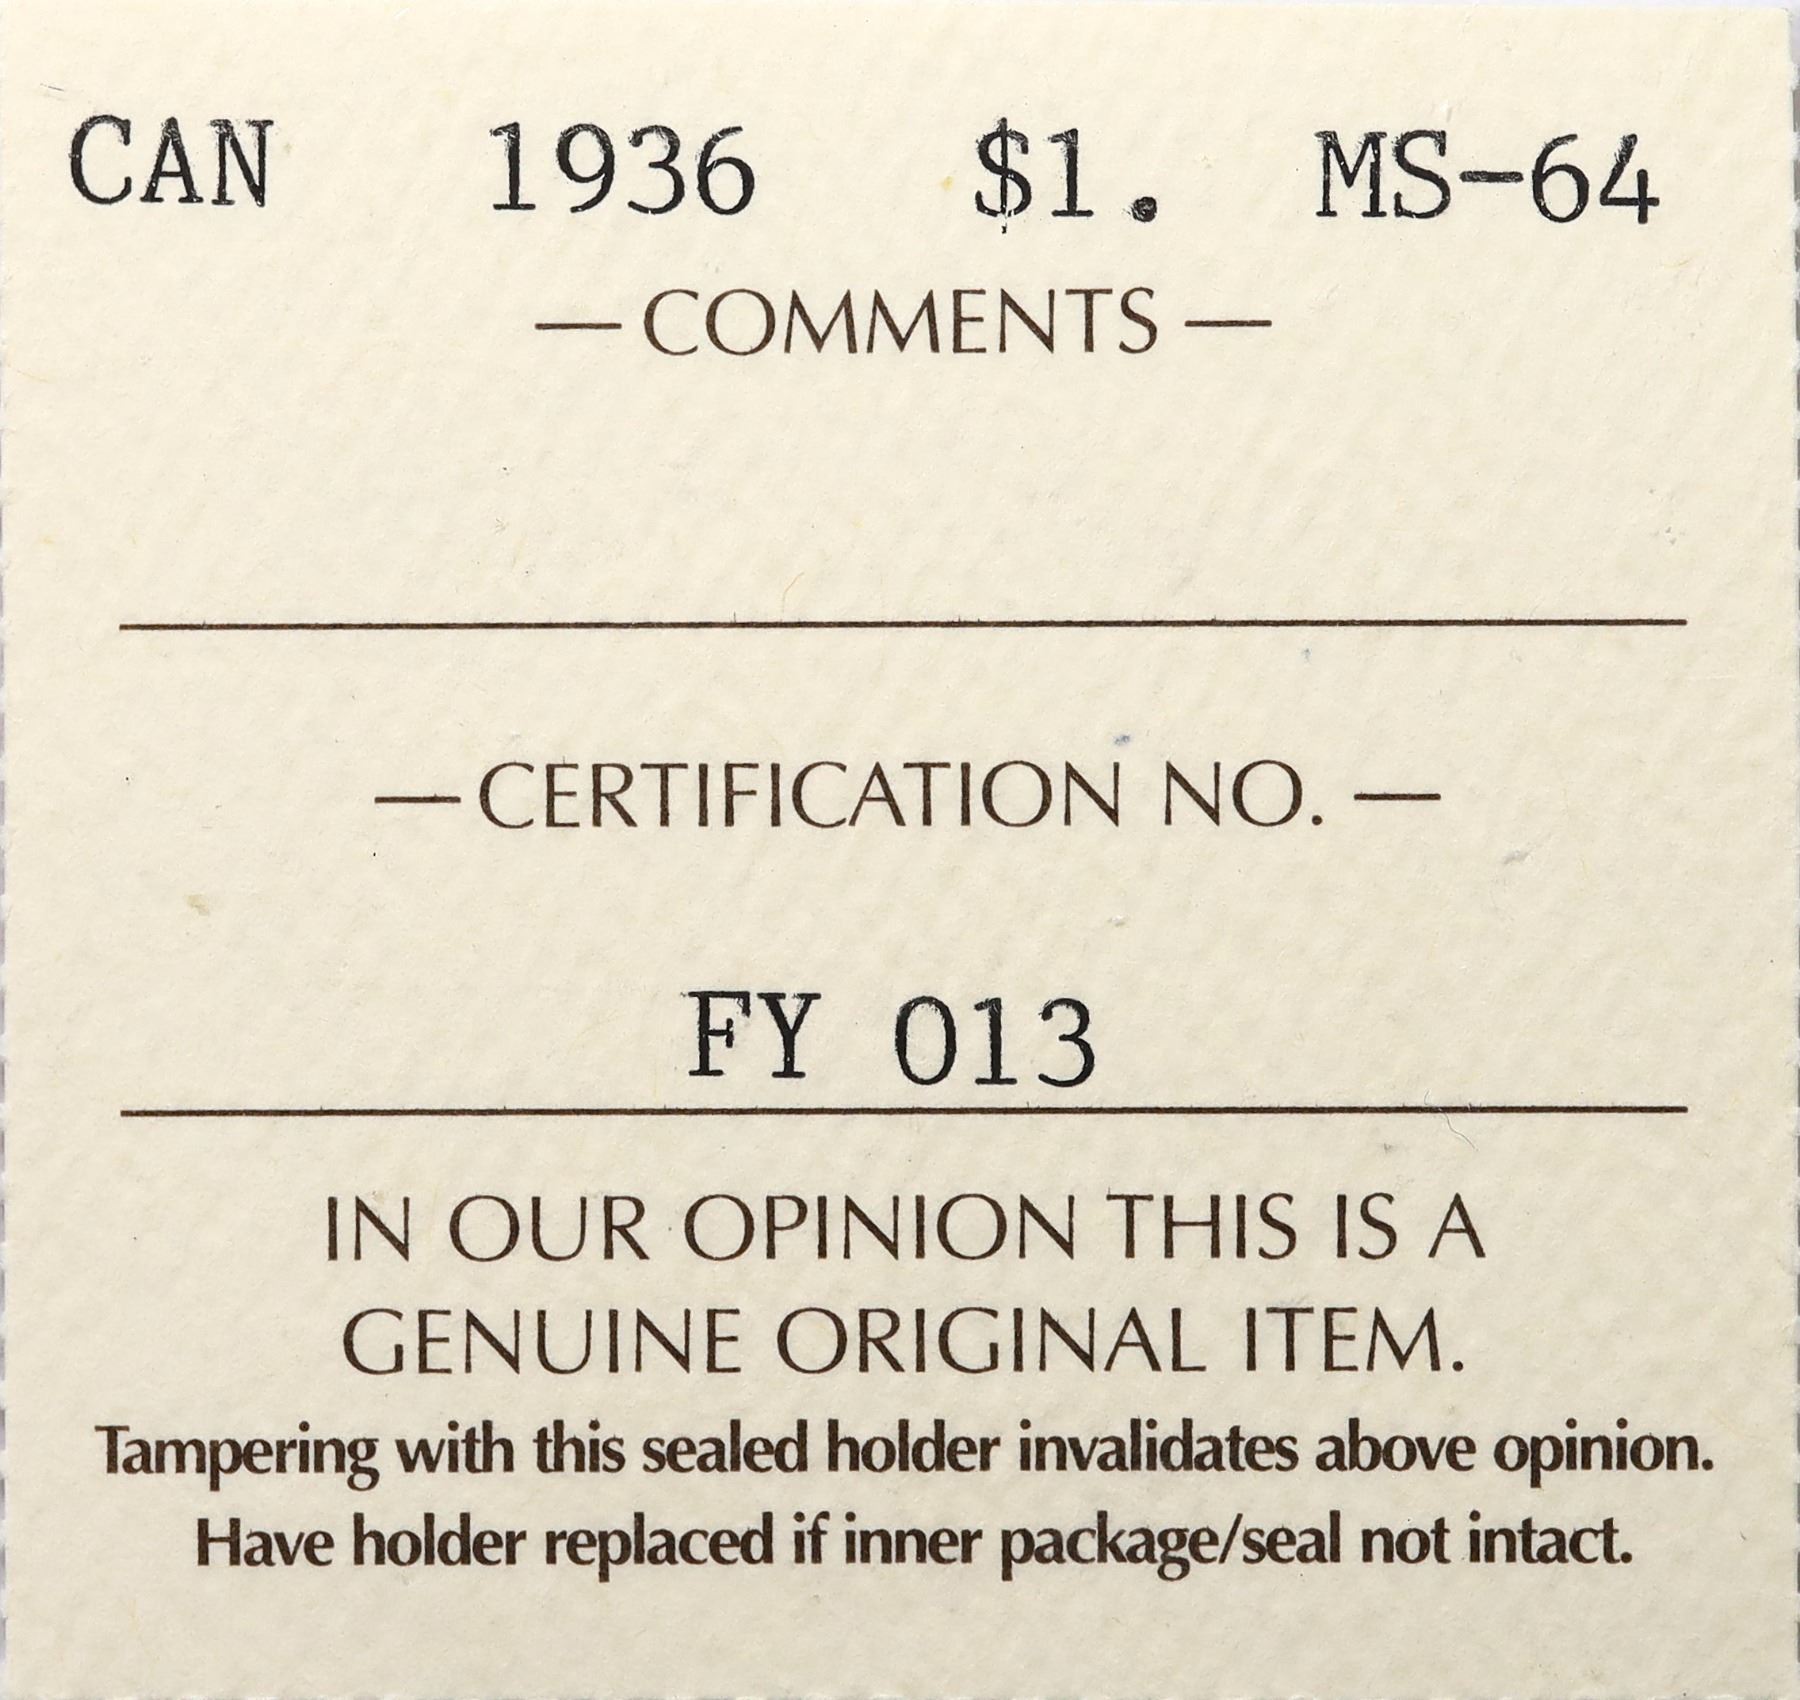 CAN 1936 $1. MS-64
— COMMENTS —
— CERTIFICATION NO. —
FY 013
IN OUR OPINION THIS IS A
GENUINE ORIGINAL ITEM.
Tampering with this sealed holder invalidates above opinion.
Have holder replaced if inner package/seal not intact.